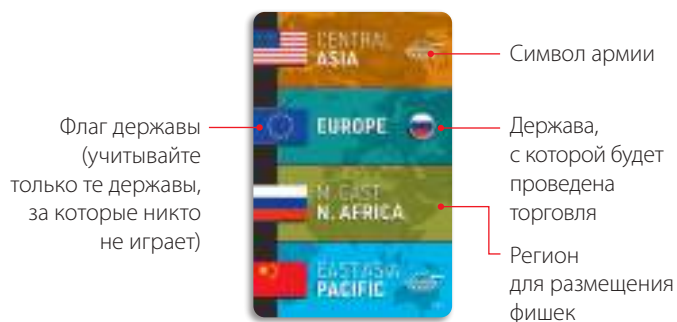 Флаг державы
(учитывайте
только те державы,
за которые никто
не играет)
CENTRAL
ASIA
EUROPE
M. EAST
N. AFRICA
EAST ASIA
PACIFIC
Символ армии
Держава,
с которой будет
проведена
торговля
Регион
для размещения
фишек